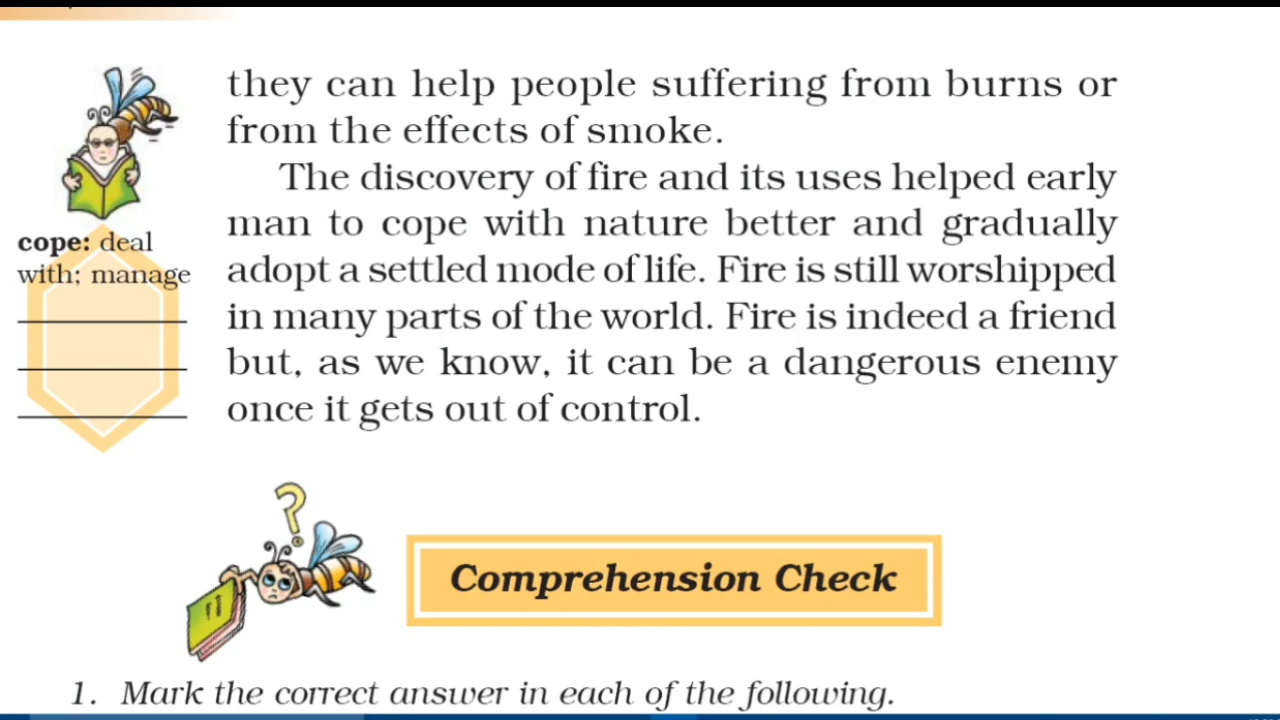 they can help people suffering from burns or
from the effects of smoke.
The discovery of fire and its uses helped early
man to cope with nature better and gradually
adopt a settled mode of life. Fire is still worshipped
in many parts of the world. Fire is indeed a friend
but, as we know, it can be a dangerous enemy
once it gets out of control.
cope: deal
with; manage
?
Comprehension Check
1. Mark the correct answer in each of the following.